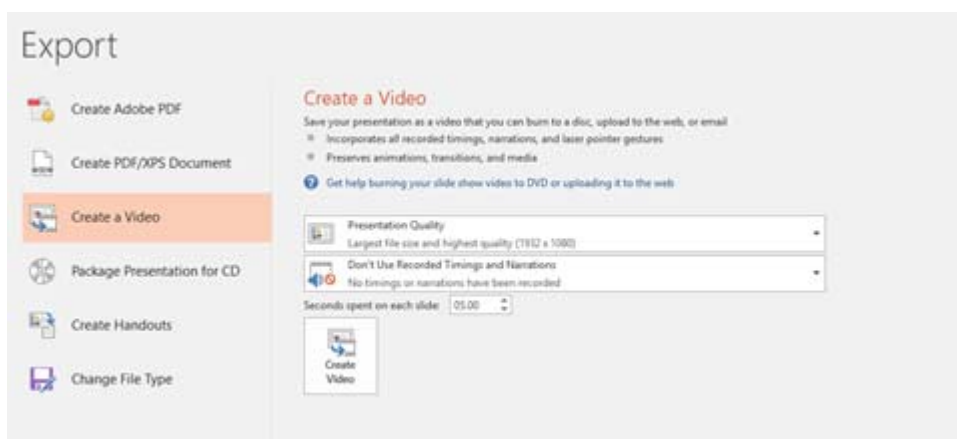 Export
Create Adobe PDF
Create PDF/XPS Document
Create a Video
Package Presentation for CD
Create Handouts
Change File Type
Create a Video
Save your presentation as a video that you can burn to a disc, upload to the web, or email
Incorporates all recorded timings, narrations, and laser pointer gestures
Preserves animations, transitions, and media
Get help burning your slide show video to DVD or uploading it to the web
Presentation Quality
Largest file size and highest quality (1932 x 1080)
Don't Use Recorded Timings and Narrations
No timings or narrations have been recorded
Seconds spent on each slide: 05.00
Create
Video